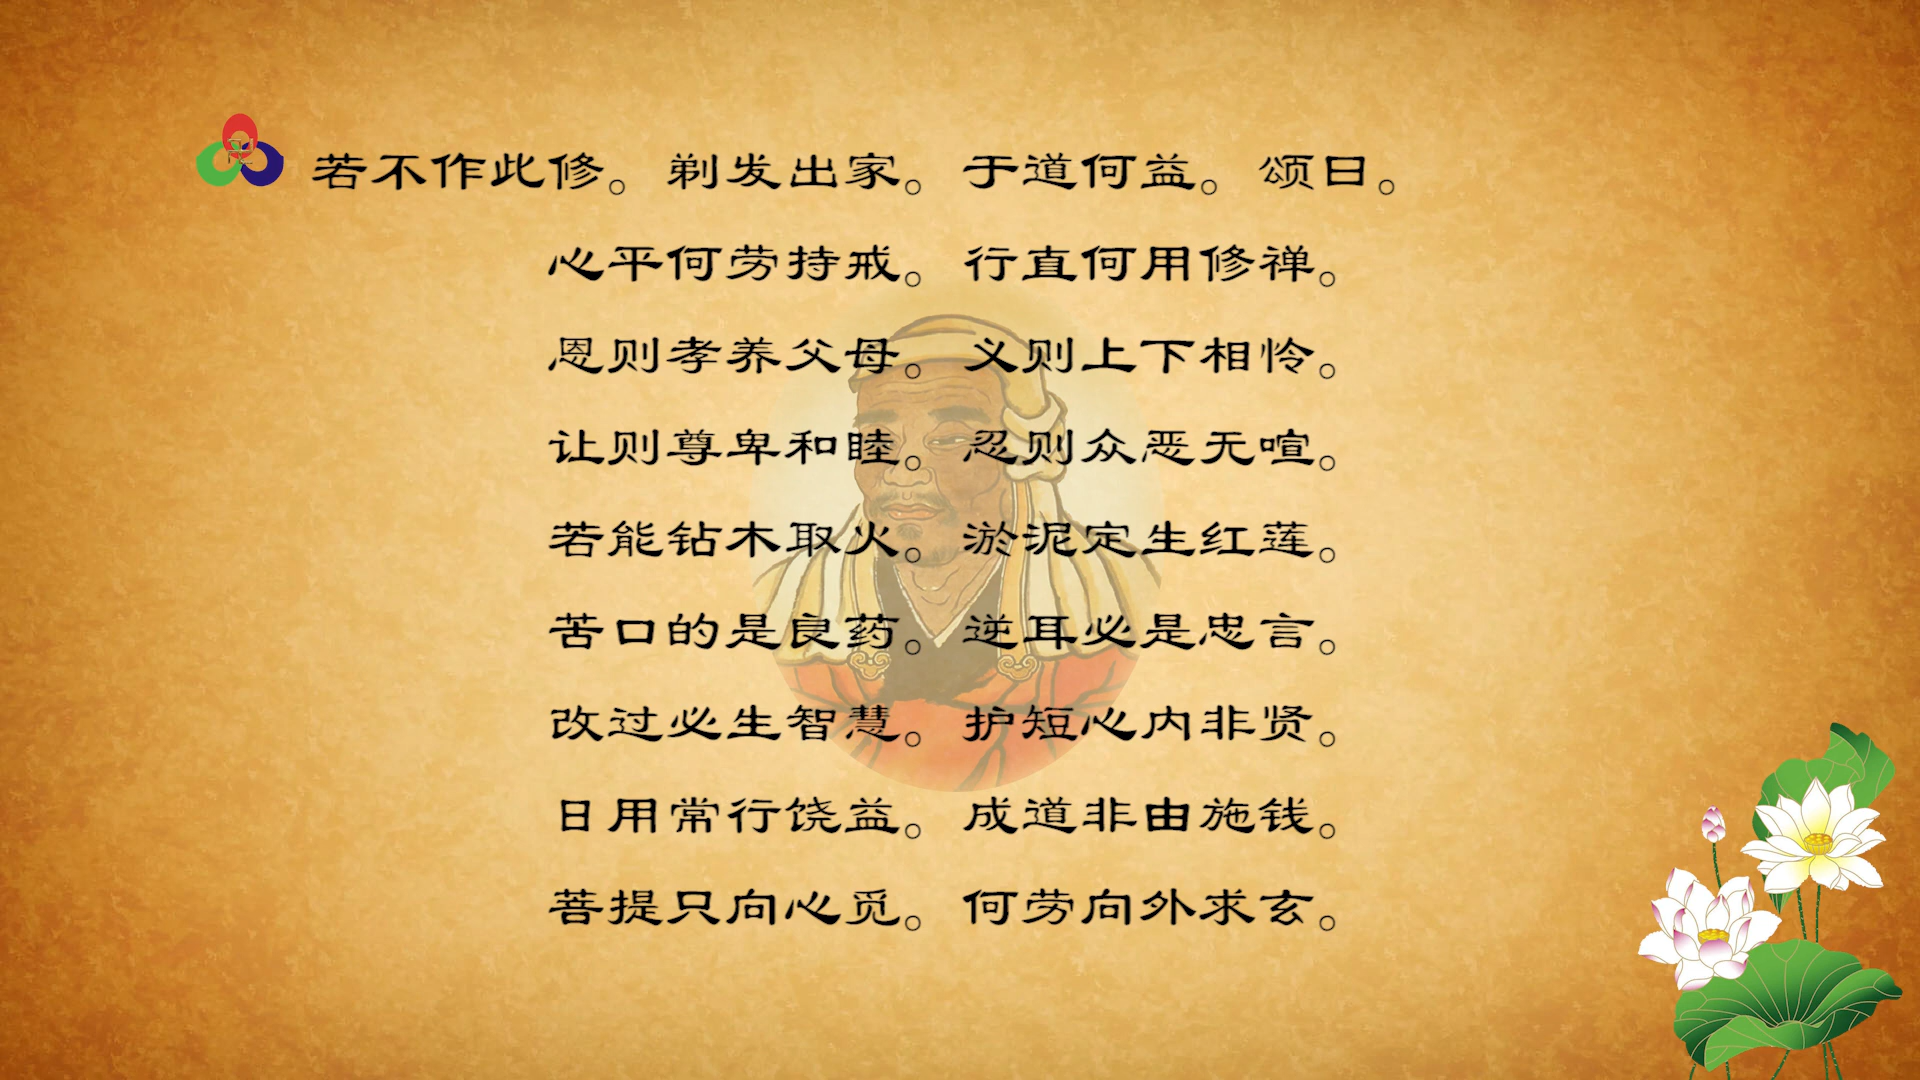 若不作此修。剃发出家。于道何益。颂日。
心平何劳持戒。行直何用修禅。
恩则孝养父母。义则上下相怜。
让则尊卑和睦。忍则众恶无喧。
若能钻木取火。淤泥定生红莲。
苦口的是良药。逆耳必是忠言。
改过必生智慧。护短心内非贤。
日用常行饶益。成道非由施钱。
菩提只向心觅。何劳向外求玄。